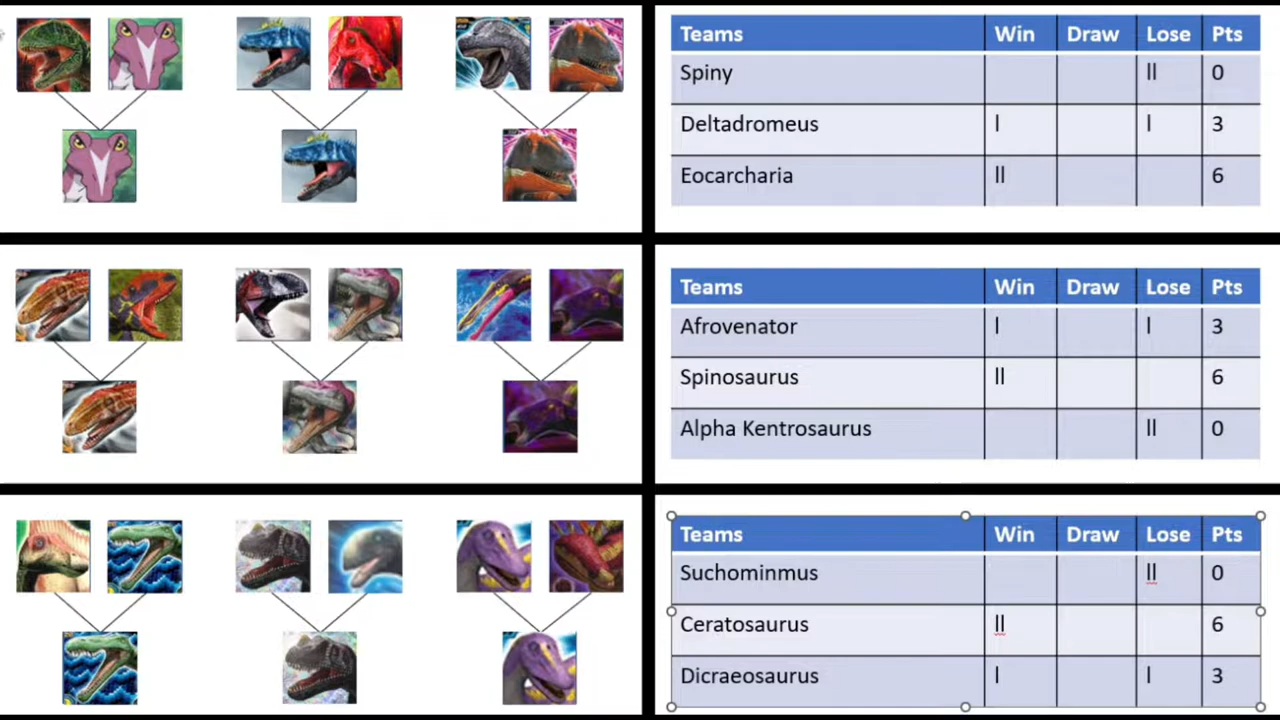 Teams Win Draw Lose Pts
Spiny ll 0
Deltadromeus l l 3
Eocarcharia ll 6
Teams Win Draw Lose Pts
Afrovenator l l 3
Spinosaurus ll 6
Alpha Kentrosaurus ll 0
Teams Win Draw Lose Pts
Suchominmus ll 0
Ceratosaurus ll 6
Dicraeosaurus l l 3